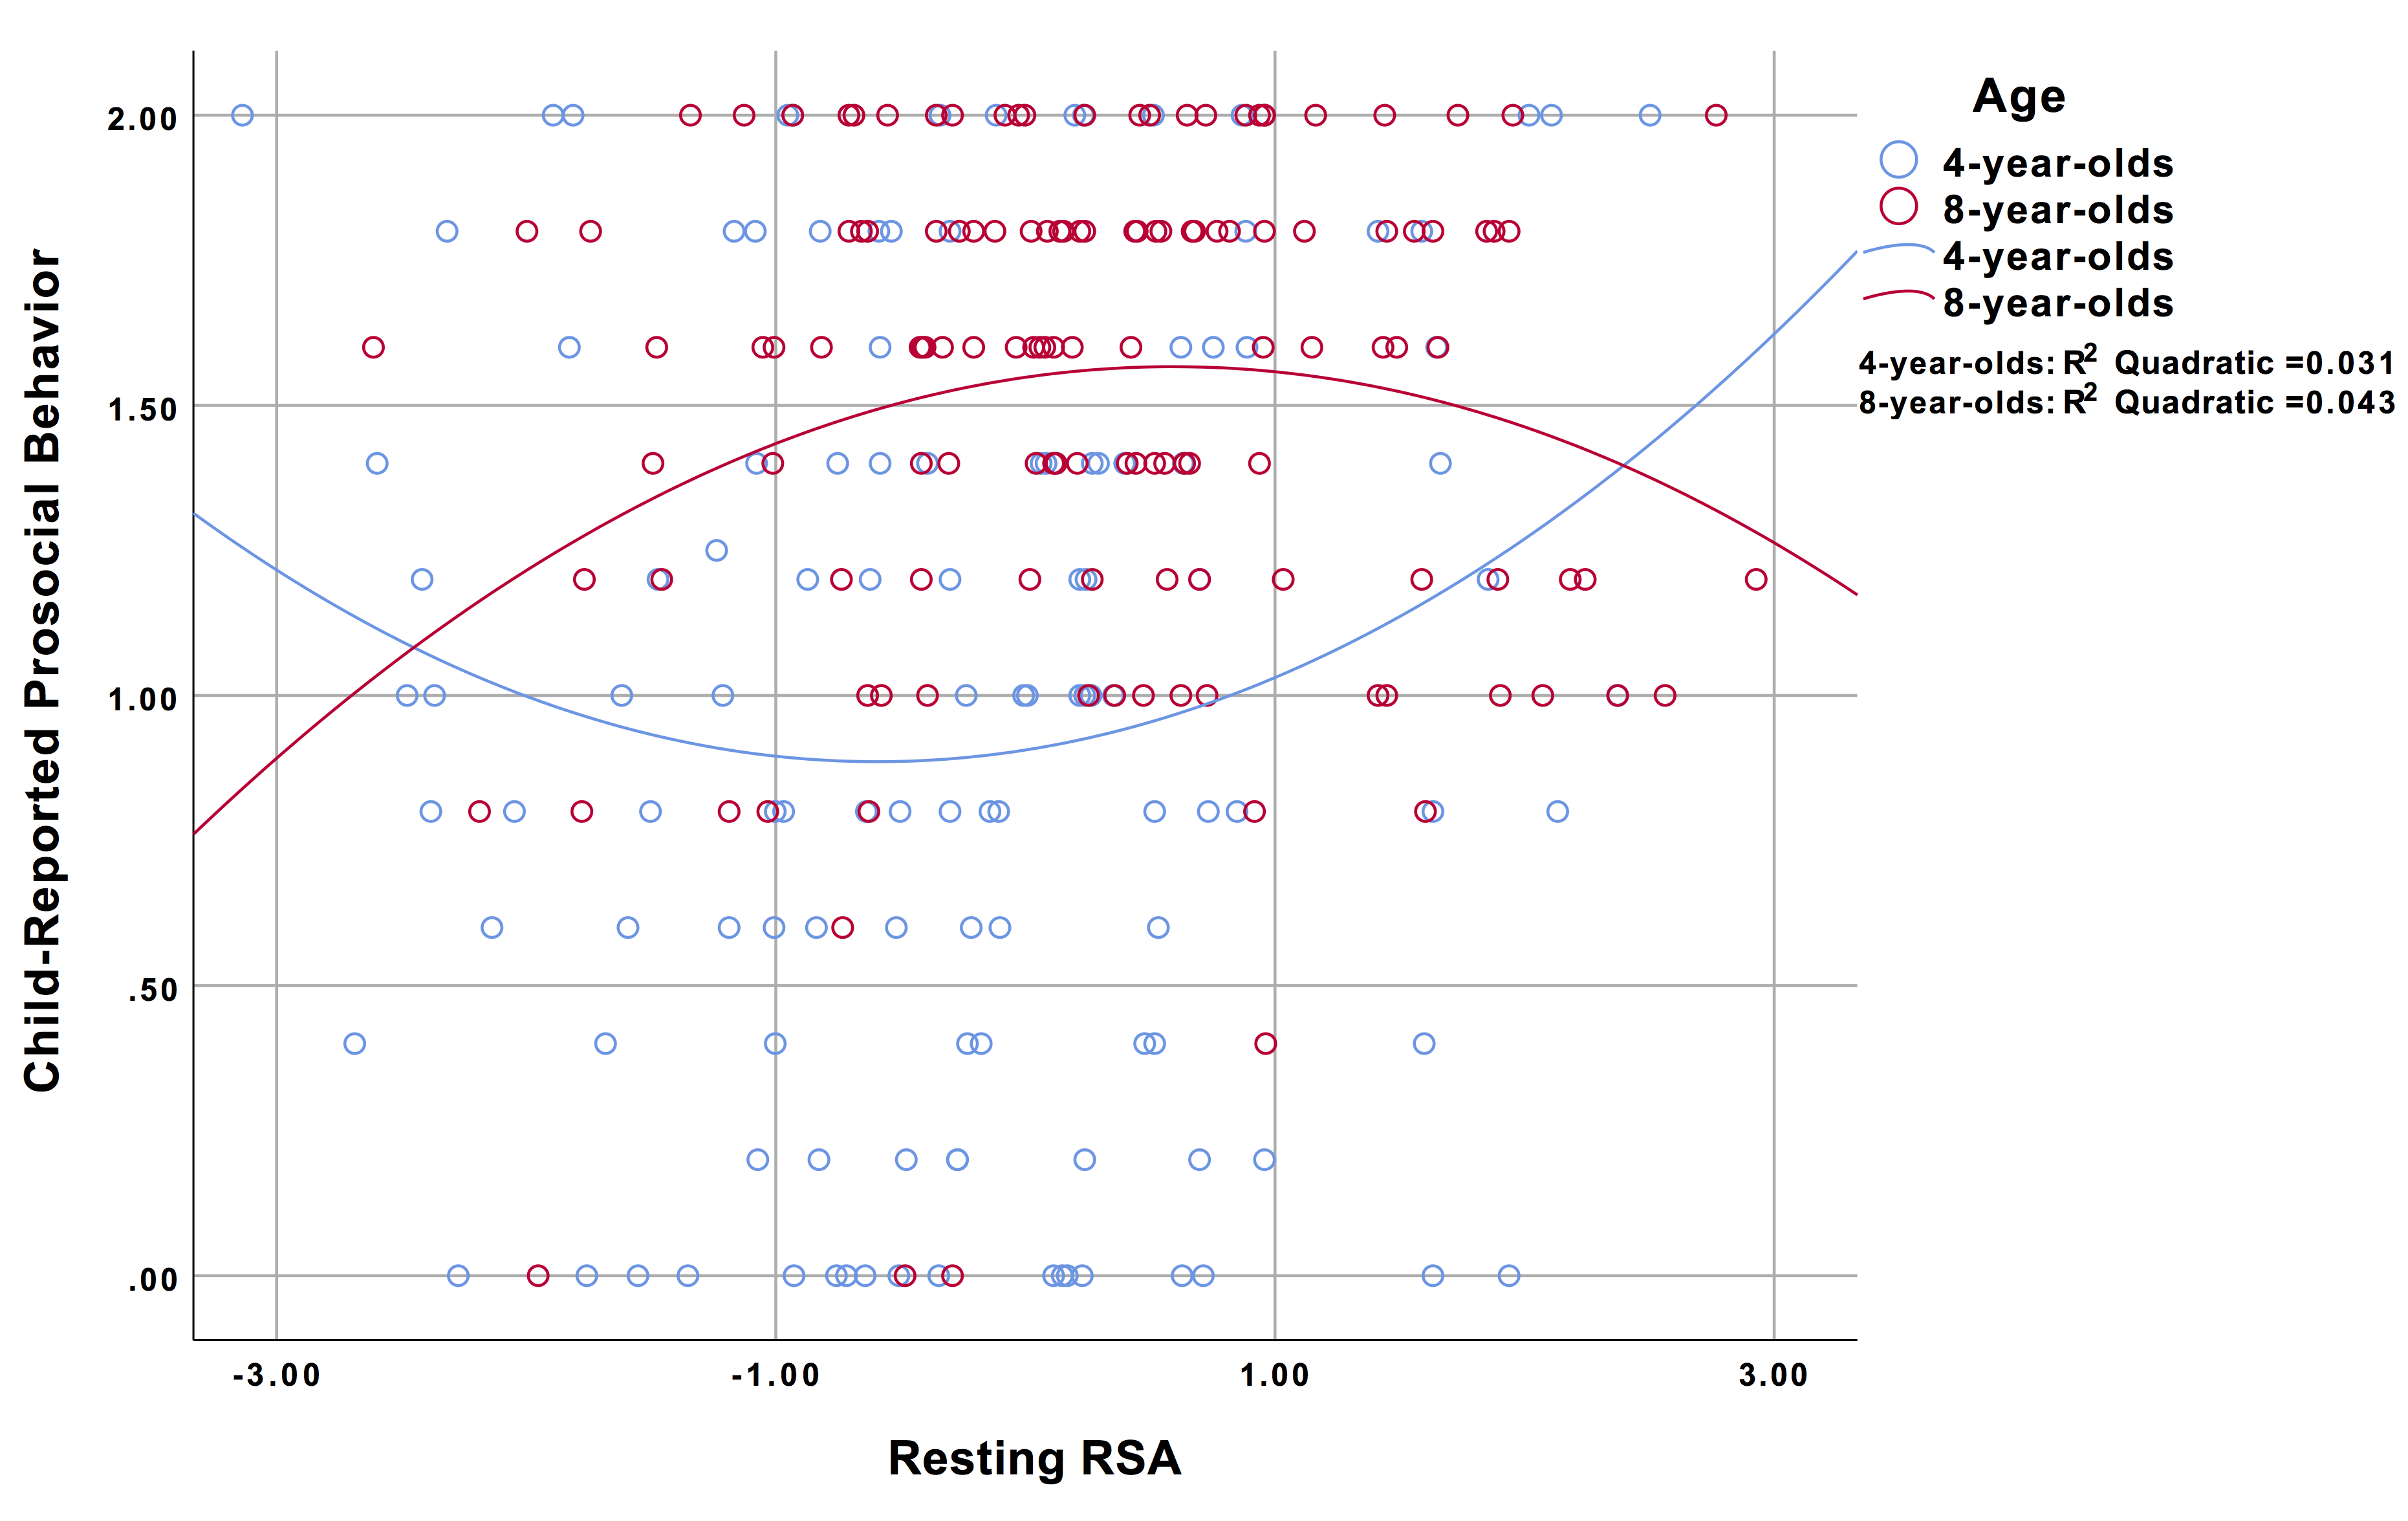 Age
4-year-olds
8-year-olds
4-year-olds
8-year-olds
4-year-olds: R2 Quadratic =0.031
8-year-olds: R2 Quadratic =0.043
Child-Reported Prosocial Behavior
2.00
1.50
1.00
.50
.00
-3.00 -1.00 1.00 3.00
Resting RSA